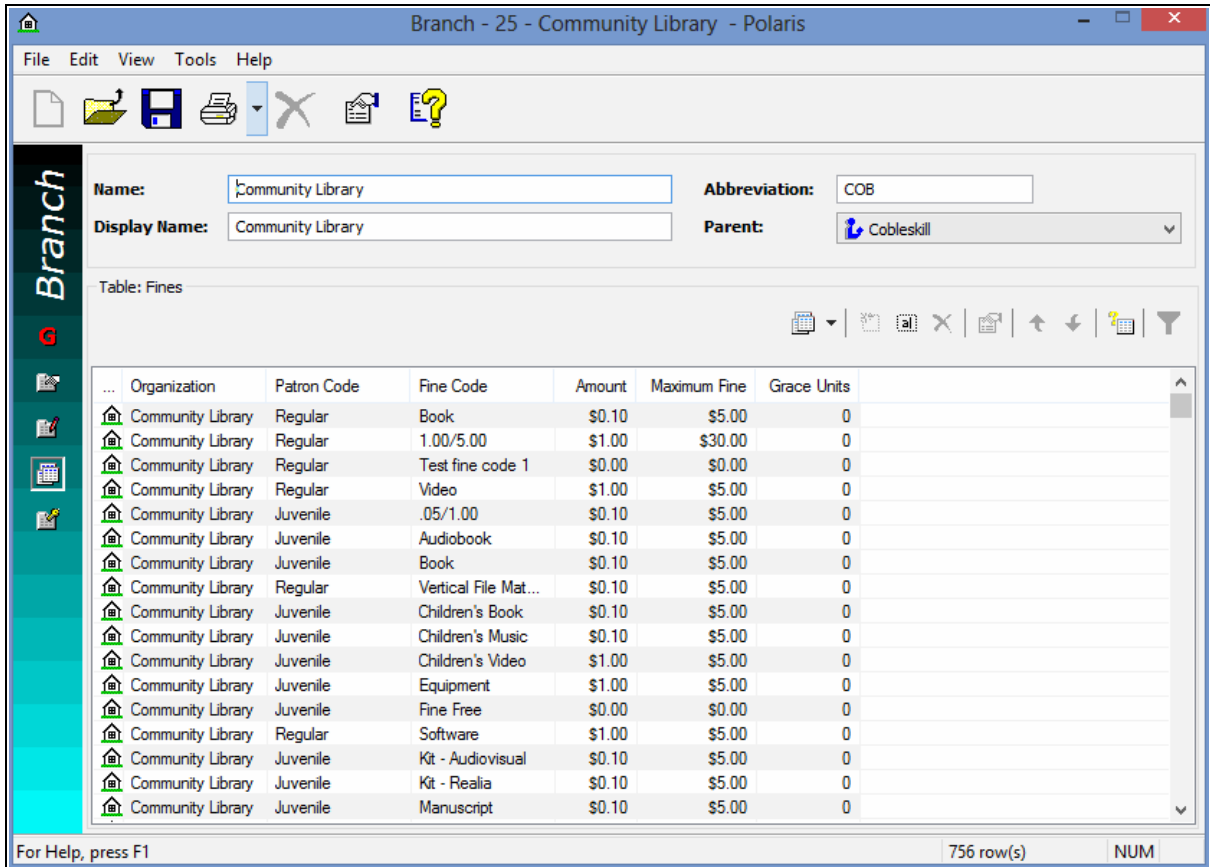 Branch - 25 - Community Library - Polaris
File Edit View Tools Help
Branch
Name: Community Library Abbreviation: COB
Display Name: Community Library Parent: Cobleskill
Table: Fines
G
... Organization Patron Code Fine Code Amount Maximum Fine Grace Units
Community Library Regular Book $0.10 $5.00 0
Community Library Regular 1.00/5.00 $1.00 $30.00 0
Community Library Regular Test fine code 1 $0.00 $0.00 0
Community Library Regular Video $1.00 $5.00 0
Community Library Juvenile .05/1.00 $0.10 $5.00 0
Community Library Juvenile Audiobook $0.10 $5.00 0
Community Library Juvenile Book $0.10 $5.00 0
Community Library Regular Vertical File Mat... $0.10 $5.00 0
Community Library Juvenile Children's Book $0.10 $5.00 0
Community Library Juvenile Children's Music $0.10 $5.00 0
Community Library Juvenile Children's Video $1.00 $5.00 0
Community Library Juvenile Equipment $1.00 $5.00 0
Community Library Juvenile Fine Free $0.00 $0.00 0
Community Library Regular Software $1.00 $5.00 0
Community Library Juvenile Kit - Audiovisual $0.10 $5.00 0
Community Library Juvenile Kit - Realia $0.10 $5.00 0
Community Library Juvenile Manuscript $0.10 $5.00 0
For Help, press F1 756 row(s) NUM